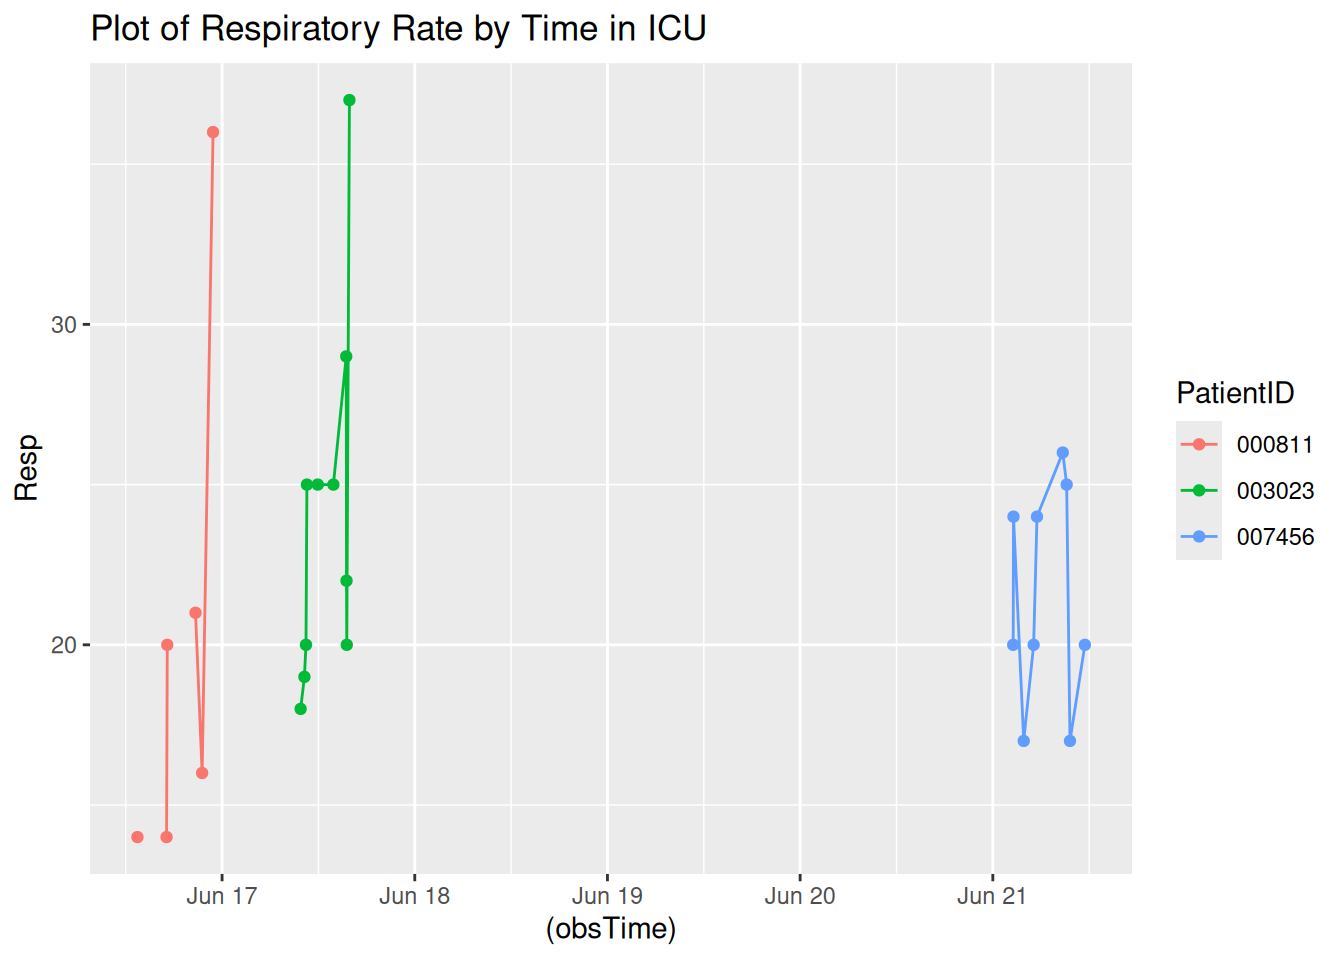 Plot of Respiratory Rate by Time in ICU
Resp
30
20
Jun 17
Jun 18
Jun 19
Jun 20
Jun 21
(obsTime)
PatientID
000811
003023
007456